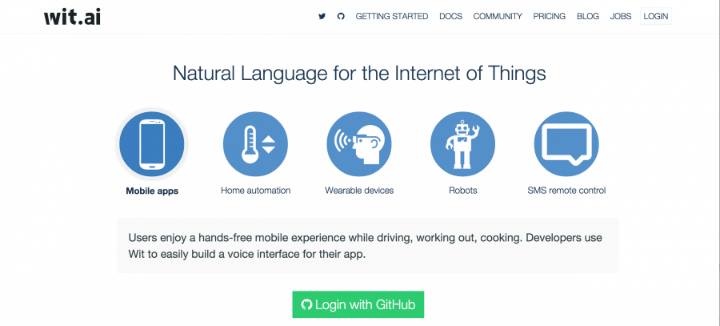 wit.ai
GETTING STARTED DOCS COMMUNITY PRICING BLOG JOBS LOGIN
Natural Language for the Internet of Things
Mobile apps Home automation Wearable devices Robots SMS remote control
Users enjoy a hands-free mobile experience while driving, working out, cooking. Developers use
Wit to easily build a voice interface for their app.
Login with GitHub